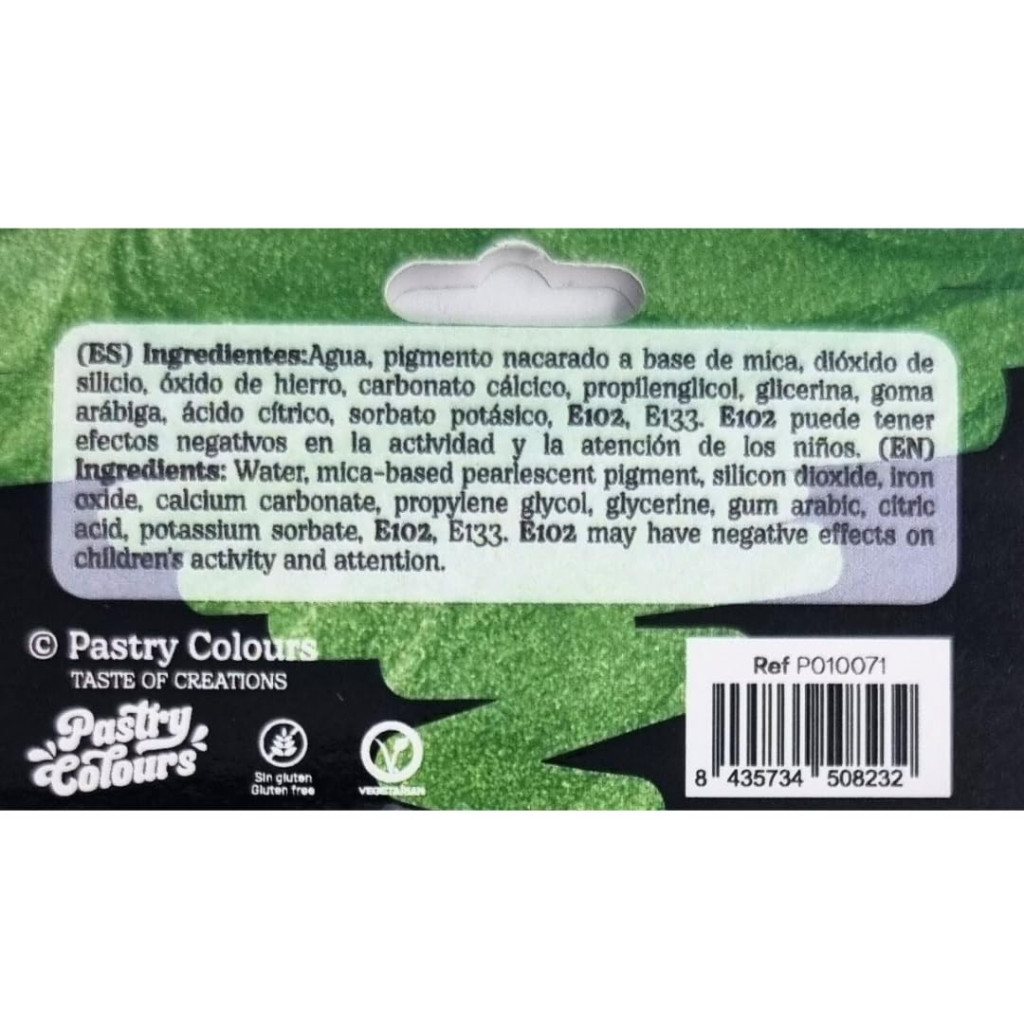 (ES) Ingredientes:Agua, pigmento nacarado a base de mica, dióxido de
silicio, óxido de hierro, carbonato cálcico, propilenglicol, glicerina, goma
arábiga, ácido cítrico, sorbato potásico, E102, E133. E102 puede tener
efectos negativos en la actividad y la atención de los niños. (EN)
Ingredients: Water, mica-based pearlescent pigment, silicon dioxide, iron
oxide, calcium carbonate, propylene glycol, glycerine, gum arabic, citric
acid, potassium sorbate, E102, E133. E102 may have negative effects on
children's activity and attention.
© Pastry Colours
TASTE OF CREATIONS
Pastry
Colours
Sin gluten
Gluten free
VEGETARIAN
Ref P010071
8 435734 508232